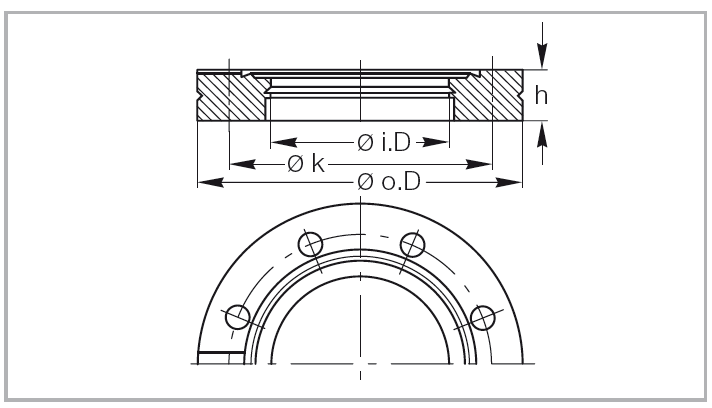 h
Ø i.D
Ø k
Ø o.D